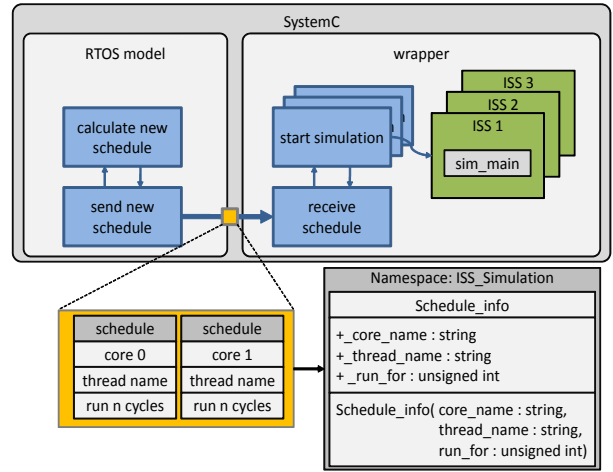 SystemC
RTOS model
wrapper
calculate new
schedule
send new
schedule
start simulation
receive
schedule
ISS 3
ISS 2
ISS 1
sim_main
schedule
core 0
thread name
run n cycles
schedule
core 1
thread name
run n cycles
Namespace: ISS_Simulation
Schedule_info
+_core_name : string
+_thread_name : string
+ _run_for : unsigned int
Schedule_info( core_name : string,
thread_name : string,
run_for : unsigned int)